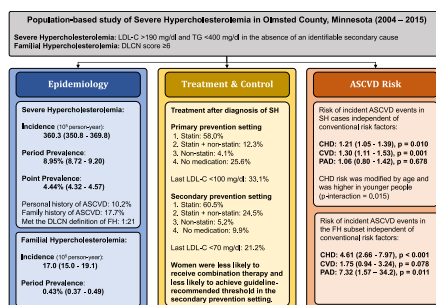 Population-based study of Severe Hypercholesterolemia in Olmsted County, Minnesota (2004 – 2015)
Severe Hypercholesterolemia: LDL-C >190 mg/dl and TG <400 mg/dl in the absence of an identifiable secondary cause
Familial Hypercholesterolemia: DLCN score ≥6
Epidemiology
Severe Hypercholesterolemia:
Incidence (10⁵ person-year):
360.3 (350.8 - 369.8)
Period Prevalence:
8.95% (8.72 - 9.20)
Point Prevalence:
4.44% (4.32 - 4.57)
Personal history of ASCVD: 10.2%
Family history of ASCVD: 17.7%
Met the DLCN definition of FH: 1:21
Familial Hypercholesterolemia:
Incidence (10⁵ person-year):
17.0 (15.0 - 19.1)
Period Prevalence:
0.43% (0.37 - 0.49)
Treatment & Control
Treatment after diagnosis of SH
Primary prevention setting
1. Statin: 58.0%
2. Statin + non-statin: 12.3%
3. Non-statin: 4.1%
4. No medication: 25.6%
Last LDL-C <100 mg/dl: 33.1%
Secondary prevention setting
1. Statin: 60.5%
2. Statin + non-statin: 24.5%
3. Non-statin: 5.2%
4. No medication: 9.9%
Last LDL-C <70 mg/dl: 21.2%
Women were less likely to
receive combination therapy and
less likely to achieve guideline-
recommended threshold in the
secondary prevention setting.
ASCVD Risk
Risk of incident ASCVD events in
SH cases independent of
conventional risk factors:
CHD: 1.21 (1.05 - 1.39), p = 0.010
CVD: 1.30 (1.11 - 1.53), p = 0.001
PAD: 1.06 (0.80 - 1.42), p = 0.678
CHD risk was modified by age and
was higher in younger people
(p-interaction = 0.015)
Risk of incident ASCVD events in
the FH subset independent of
conventional risk factors:
CHD: 4.61 (2.66 - 7.97), p < 0.001
CVD: 1.75 (0.94 - 3.24), p = 0.078
PAD: 7.32 (1.57 – 34.2), p = 0.011